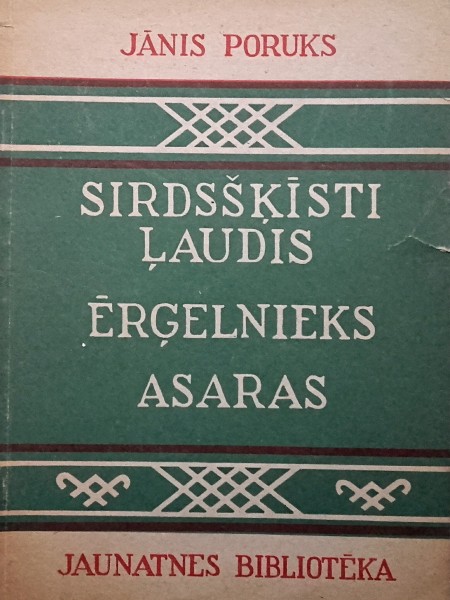 JĀNIS PORUKS
SIRDSŠĶĪSTI
ĻAUDIS
ĒRĢELNIEKS
ASARAS
JAUNATNES BIBLIOTĒKA